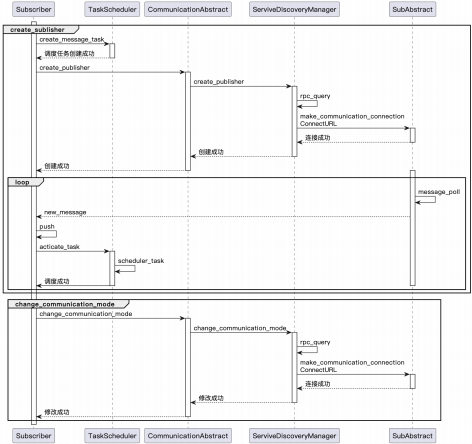 Subscriber TaskScheduler CommunicationAbstract ServiveDiscoveryManager SubAbstract
create_sublisher
create_message_task
调度任务创建成功
create_publisher
create_publisher
rpc_query
make_communication_connection
ConnectURL
连接成功
创建成功
创建成功
loop
message_poll
new_message
push
acticate_task
scheduler_task
调度成功
change_communication_mode
change_communication_mode
change_communication_mode
rpc_query
make_communication_connection
ConnectURL
连接成功
修改成功
修改成功
Subscriber TaskScheduler CommunicationAbstract ServiveDiscoveryManager SubAbstract